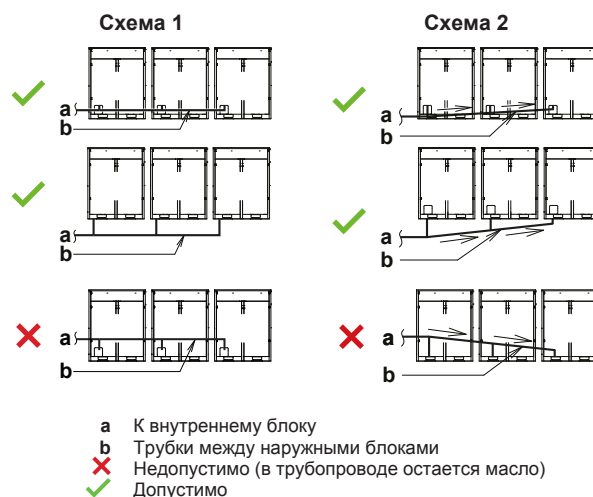 Схема 1
Схема 2
a
b
a
b
a
b
a
b
a
b
a
b
a К внутреннему блоку
b Трубки между наружными блоками
Недопустимо (в трубопроводе остается масло)
Допустимо